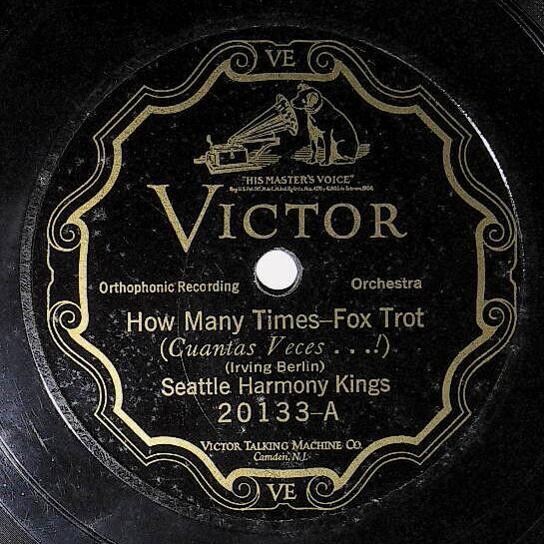 VE
"HIS MASTER'S VOICE"
VICTOR
Orthophonic Recording Orchestra
How Many Times–Fox Trot
(Cuantas Veces . . .!)
(Irving Berlin)
Seattle Harmony Kings
20133–A
VICTOR TALKING MACHINE CO.
Camden, N.J.
VE